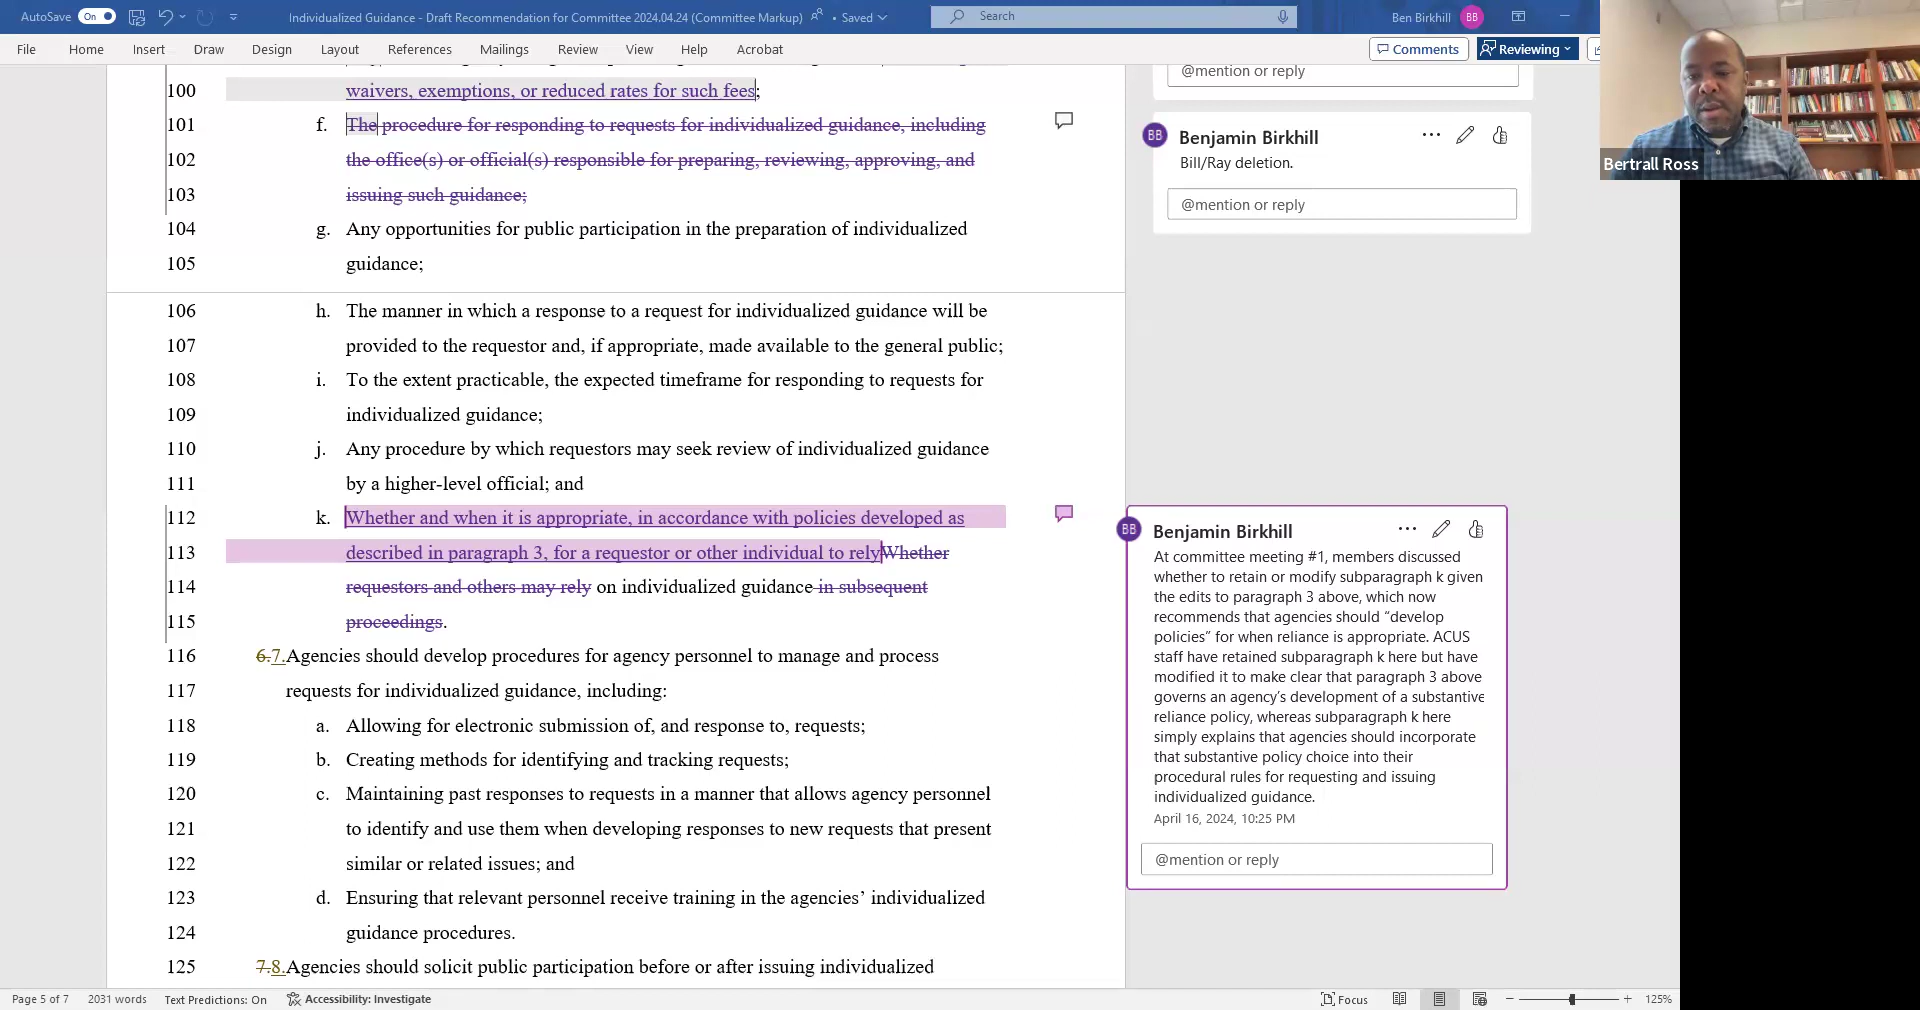 AutoSave On Individualized Guidance - Draft Recommendation for Committee 2024.04.24 (Committee Markup) • Saved Search Ben Birkhill BB
File Home Insert Draw Design Layout References Mailings Review View Help Acrobat Comments Reviewing
100 waivers, exemptions, or reduced rates for such fees;
101 f. The procedure for responding to requests for individualized guidance, including
102 the office(s) or official(s) responsible for preparing, reviewing, approving, and
103 issuing such guidance;
104 g. Any opportunities for public participation in the preparation of individualized
105 guidance;
106 h. The manner in which a response to a request for individualized guidance will be
107 provided to the requestor and, if appropriate, made available to the general public;
108 i. To the extent practicable, the expected timeframe for responding to requests for
109 individualized guidance;
110 j. Any procedure by which requestors may seek review of individualized guidance
111 by a higher-level official; and
112 k. Whether and when it is appropriate, in accordance with policies developed as
113 described in paragraph 3, for a requestor or other individual to relyWhether
114 requestors and others may rely on individualized guidance in subsequent
115 proceedings.
116 6.7.Agencies should develop procedures for agency personnel to manage and process
117 requests for individualized guidance, including:
118 a. Allowing for electronic submission of, and response to, requests;
119 b. Creating methods for identifying and tracking requests;
120 c. Maintaining past responses to requests in a manner that allows agency personnel
121 to identify and use them when developing responses to new requests that present
122 similar or related issues; and
123 d. Ensuring that relevant personnel receive training in the agencies’ individualized
124 guidance procedures.
125 7.8.Agencies should solicit public participation before or after issuing individualized
@mention or reply
BB Benjamin Birkhill
Bill/Ray deletion.
@mention or reply
BB Benjamin Birkhill
At committee meeting #1, members discussed
whether to retain or modify subparagraph k given
the edits to paragraph 3 above, which now
recommends that agencies should “develop
policies” for when reliance is appropriate. ACUS
staff have retained subparagraph k here but have
modified it to make clear that paragraph 3 above
governs an agency’s development of a substantive
reliance policy, whereas subparagraph k here
simply explains that agencies should incorporate
that substantive policy choice into their
procedural rules for requesting and issuing
individualized guidance.
April 16, 2024, 10:25 PM
@mention or reply
Bertrall Ross
Page 5 of 7 2031 words Text Predictions: On Accessibility: Investigate Focus 125%